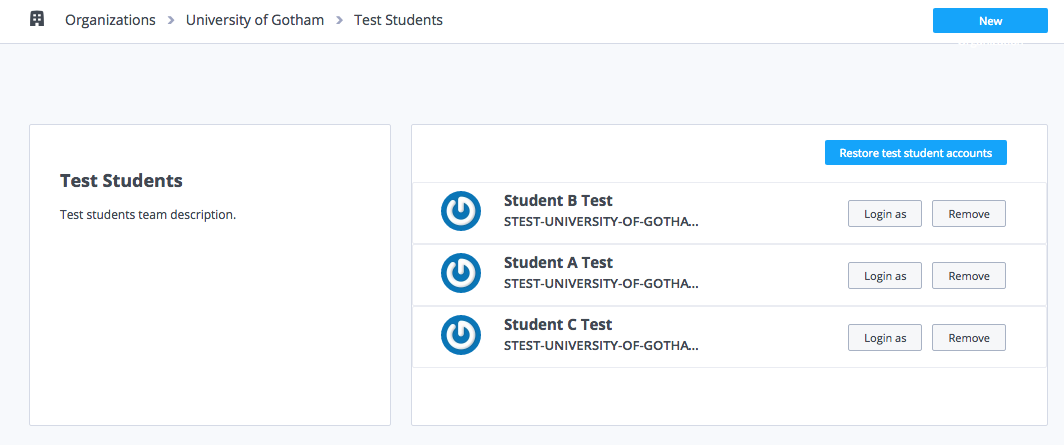 Organizations > University of Gotham > Test Students
New
Restore test student accounts
Test Students
Test students team description.
Student B Test
STEST-UNIVERSITY-OF-GOTHA...
Login as
Remove
Student A Test
STEST-UNIVERSITY-OF-GOTHA...
Login as
Remove
Student C Test
STEST-UNIVERSITY-OF-GOTHA...
Login as
Remove